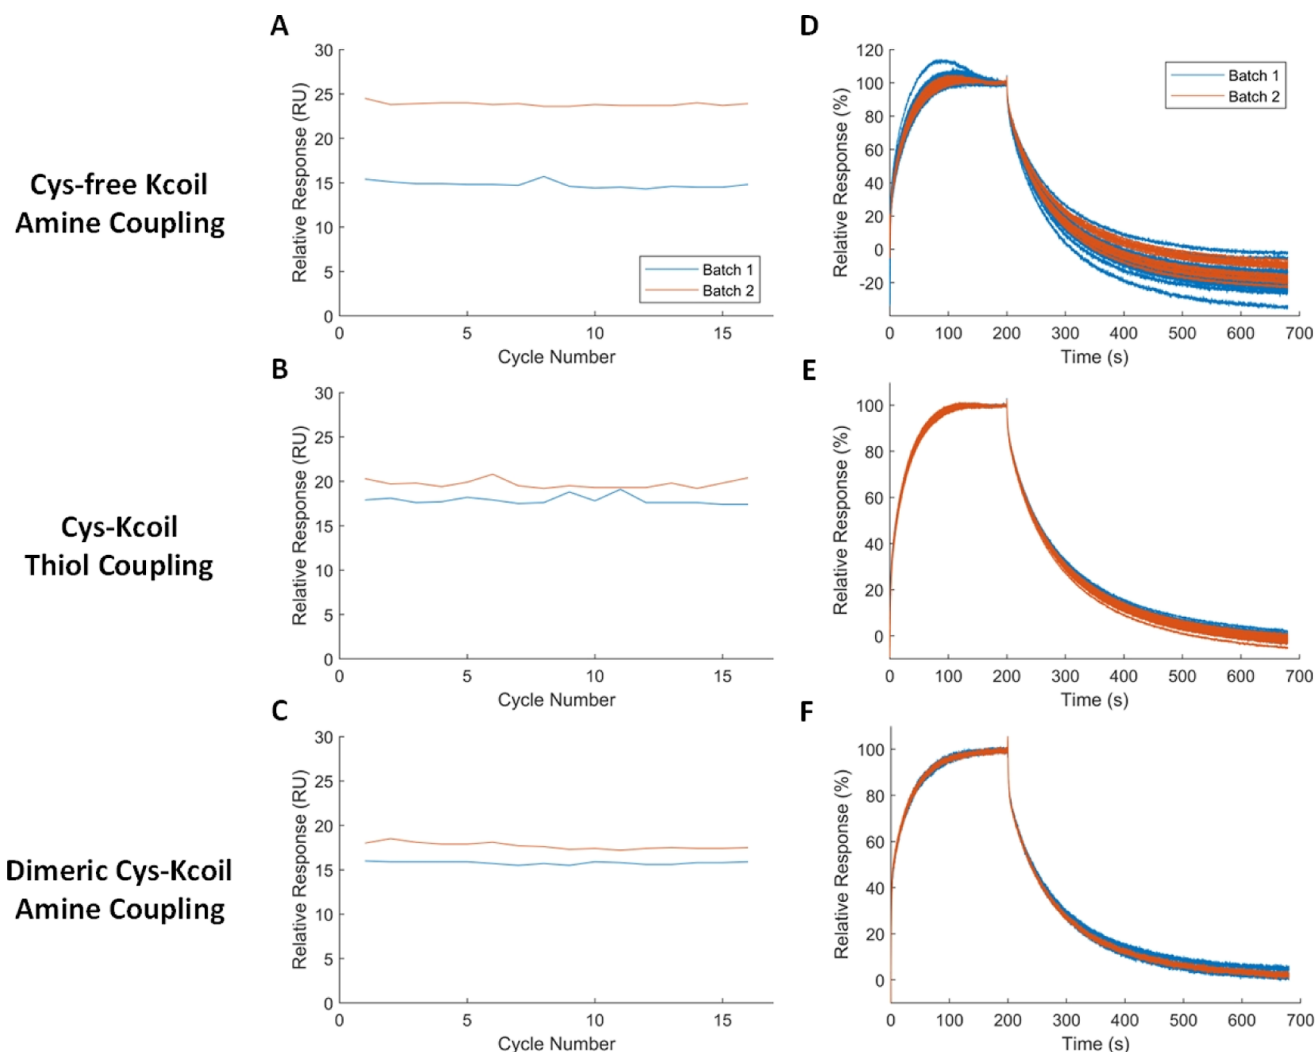 A
Relative Response (RU)
30
25
20
15
10
5
0
0
5
10
15
Cycle Number
Batch 1
Batch 2
D
Relative Response (%)
120
100
80
60
40
20
0
-20
0
100
200
300
400
500
600
700
Time (s)
Batch 1
Batch 2
Cys-free Kcoil
Amine Coupling
B
Relative Response (RU)
30
25
20
15
10
5
0
0
5
10
15
Cycle Number
E
Relative Response (%)
100
80
60
40
20
0
0
100
200
300
400
500
600
700
Time (s)
Cys-Kcoil
Thiol Coupling
C
Relative Response (RU)
30
25
20
15
10
5
0
0
5
10
15
Cycle Number
F
Relative Response (%)
100
80
60
40
20
0
0
100
200
300
400
500
600
700
Time (s)
Dimeric Cys-Kcoil
Amine Coupling